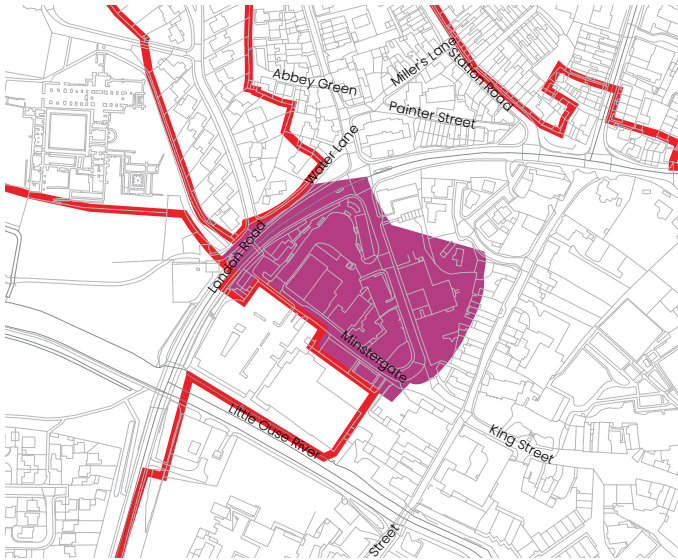 Miller's Lane
Station Road
Abbey Green
Painter Street
Water Lane
London Road
Minstergate
Little Ouse River
King Street
Street